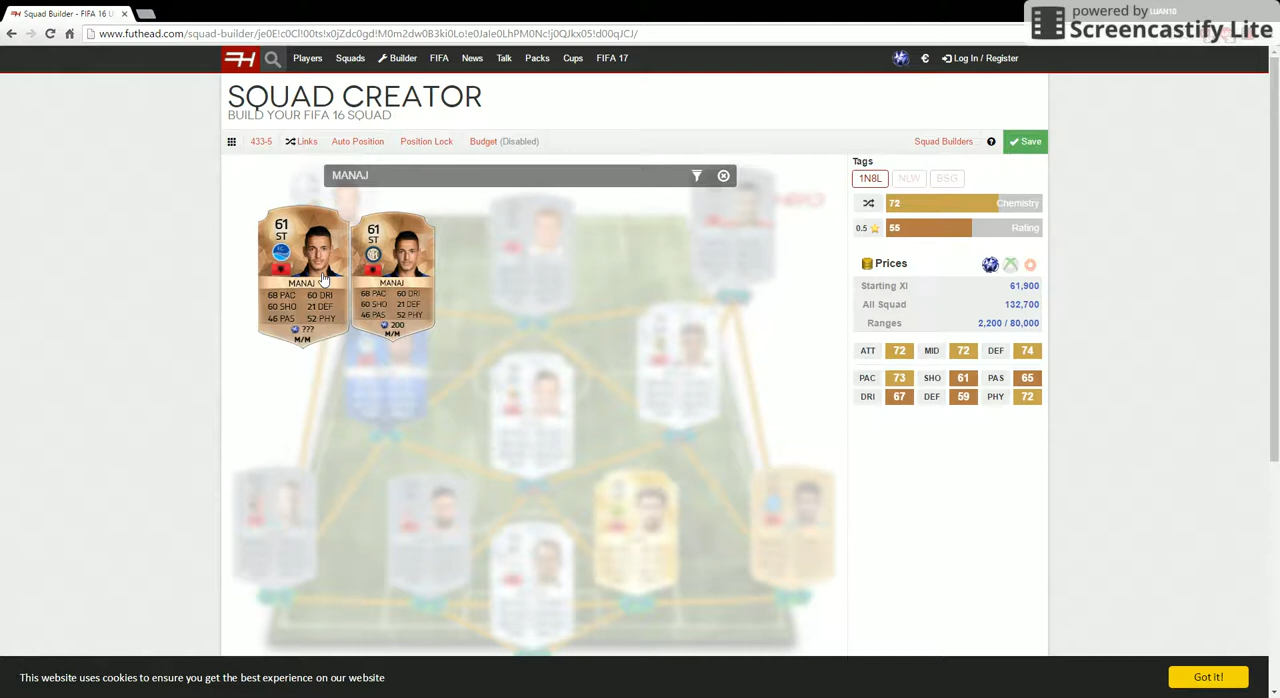 Squad Builder - FIFA 16 U
powered by LUAN10
Screencastify Lite
www.futhead.com/squad-builder/je0E!c0Cl!00ts!x0jZdc0gd!M0m2dw0B3ki0Lo!e0JaIe0LhPM0Nc!j0QJkx05!d00qJCJ/
Players Squads Builder FIFA News Talk Packs Cups FIFA 17 € Log In / Register
SQUAD CREATOR
BUILD YOUR FIFA 16 SQUAD
433-5 Links Auto Position Position Lock Budget (Disabled) Squad Builders Save
MANAJ
Tags
1N8L NLW BSG
72 Chemistry
0.5 55 Rating
Prices
Starting XI 61,900
All Squad 132,700
Ranges 2,200 / 80,000
ATT 72 MID 72 DEF 74
PAC 73 SHO 61 PAS 65
DRI 67 DEF 59 PHY 72
61
ST
MANAJ
68 PAC 60 DRI
60 SHO 21 DEF
46 PAS 52 PHY
???
M/M
61
ST
MANAJ
68 PAC 60 DRI
60 SHO 21 DEF
46 PAS 52 PHY
200
M/M
This website uses cookies to ensure you get the best experience on our website
Got it!